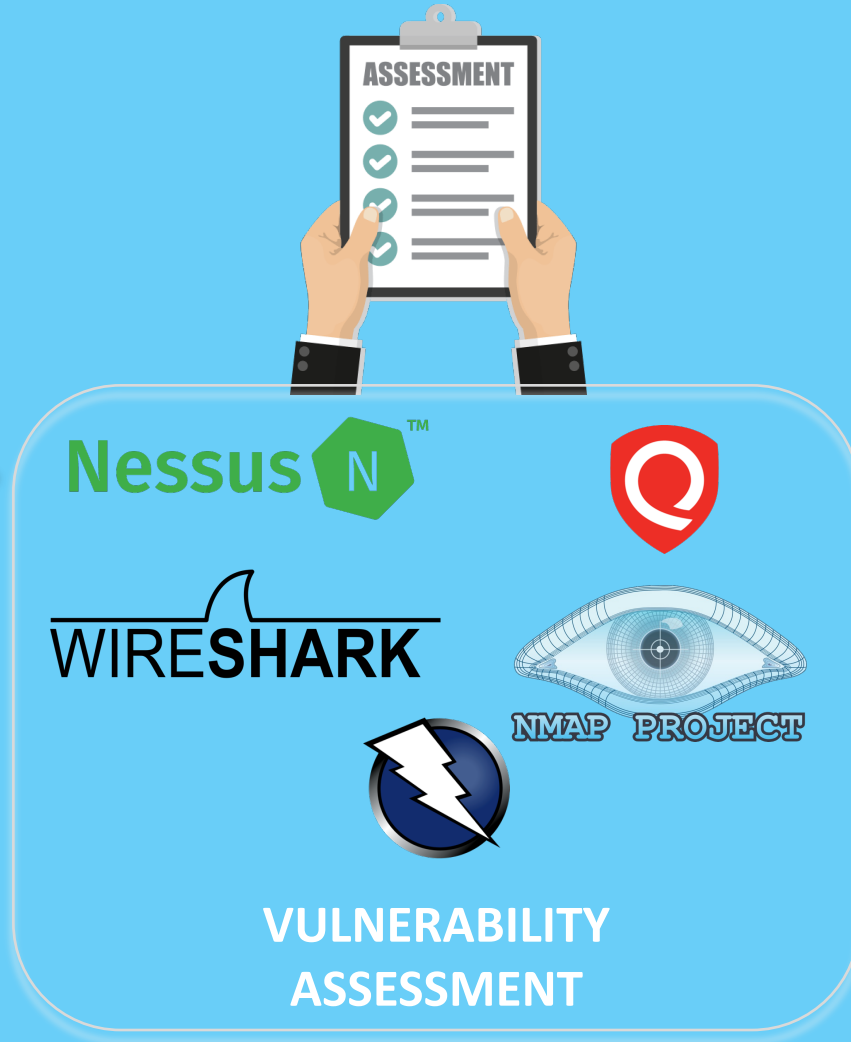 ASSESSMENT
Nessus N ™
Q
WIRESHARK
NMAP PROJECT
VULNERABILITY
ASSESSMENT